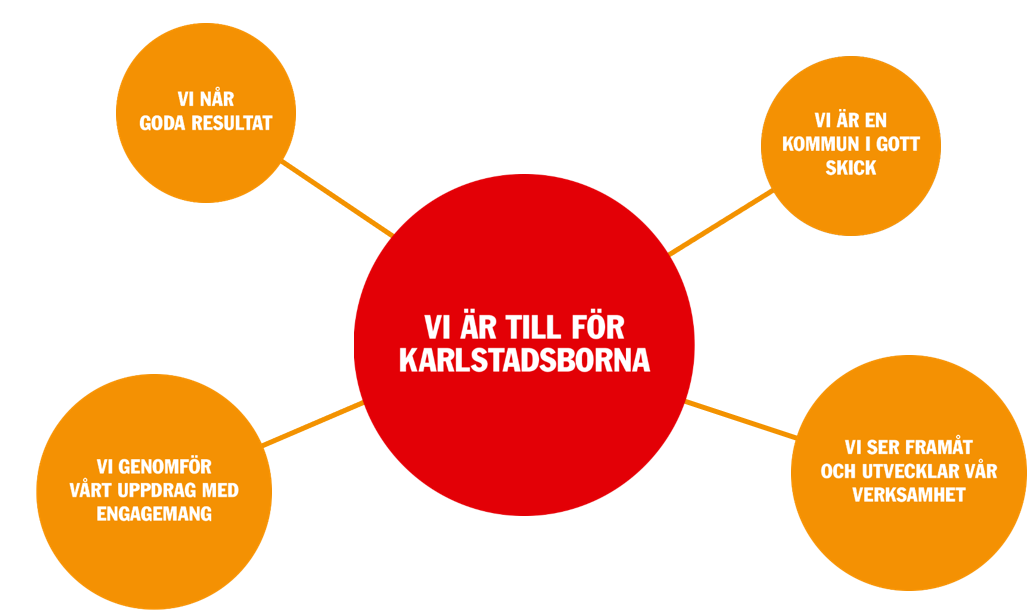 VI NÅR
GODA RESULTAT
VI ÄR EN
KOMMUN I GOTT
SKICK
VI ÄR TILL FÖR
KARLSTADSBORNA
VI GENOMFÖR
VÅRT UPPDRAG MED
ENGAGEMANG
VI SER FRAMÅT
OCH UTVECKLAR VÅR
VERKSAMHET